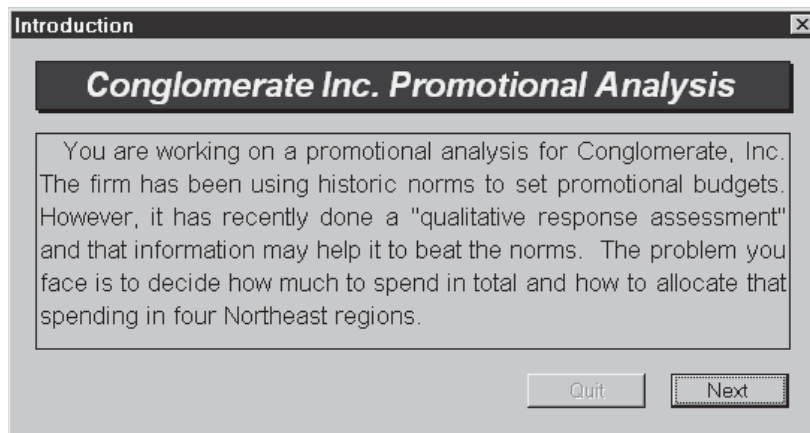 Introduction
Conglomerate Inc. Promotional Analysis
You are working on a promotional analysis for Conglomerate, Inc.
The firm has been using historic norms to set promotional budgets.
However, it has recently done a "qualitative response assessment"
and that information may help it to beat the norms.  The problem you
face is to decide how much to spend in total and how to allocate that
spending in four Northeast regions.
Quit
Next